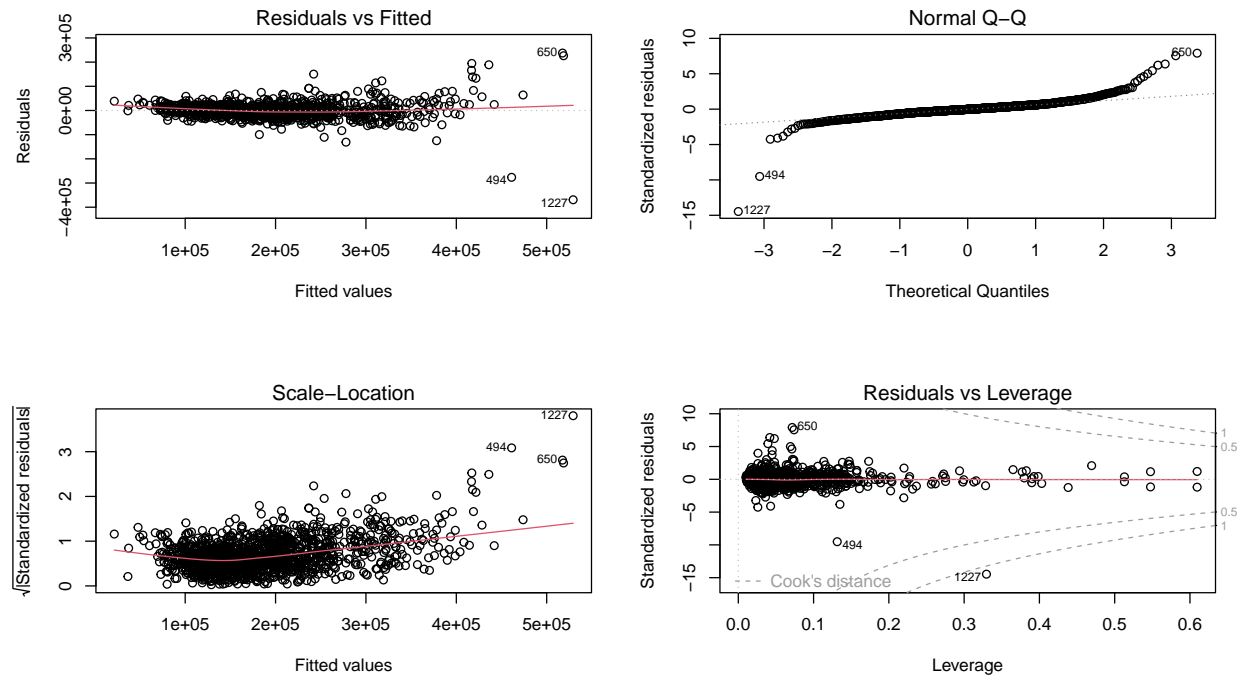 Residuals vs Fitted
Residuals
3e+05
0e+00
−4e+05
650
494
1227
1e+05 2e+05 3e+05 4e+05 5e+05
Fitted values
Normal Q−Q
Standardized residuals
10
5
0
−5
−15
650
494
1227
−3 −2 −1 0 1 2 3
Theoretical Quantiles
Scale−Location
√|Standardized residuals|
3
2
1
0
1227
494
650
1e+05 2e+05 3e+05 4e+05 5e+05
Fitted values
Residuals vs Leverage
Standardized residuals
10
5
0
−5
−15
650
494
1227
Cook's distance
1
0.5
0.5
1
0.0 0.1 0.2 0.3 0.4 0.5 0.6
Leverage